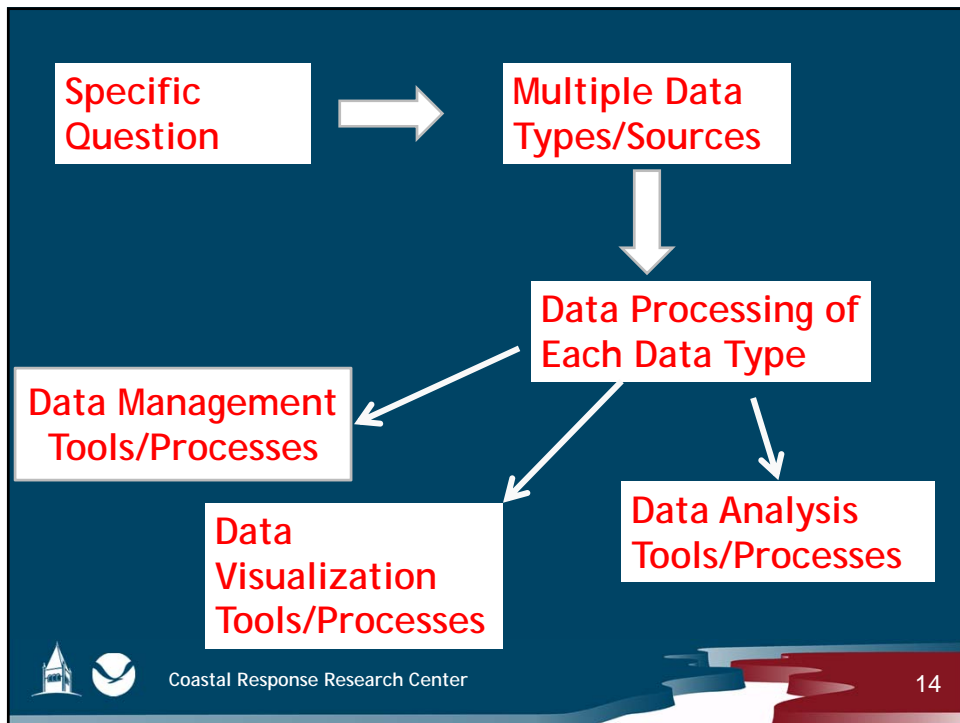 Specific
Question
Multiple Data
Types/Sources
Data Processing of
Each Data Type
Data Management
Tools/Processes
Data
Visualization
Tools/Processes
Data Analysis
Tools/Processes
Coastal Response Research Center
14